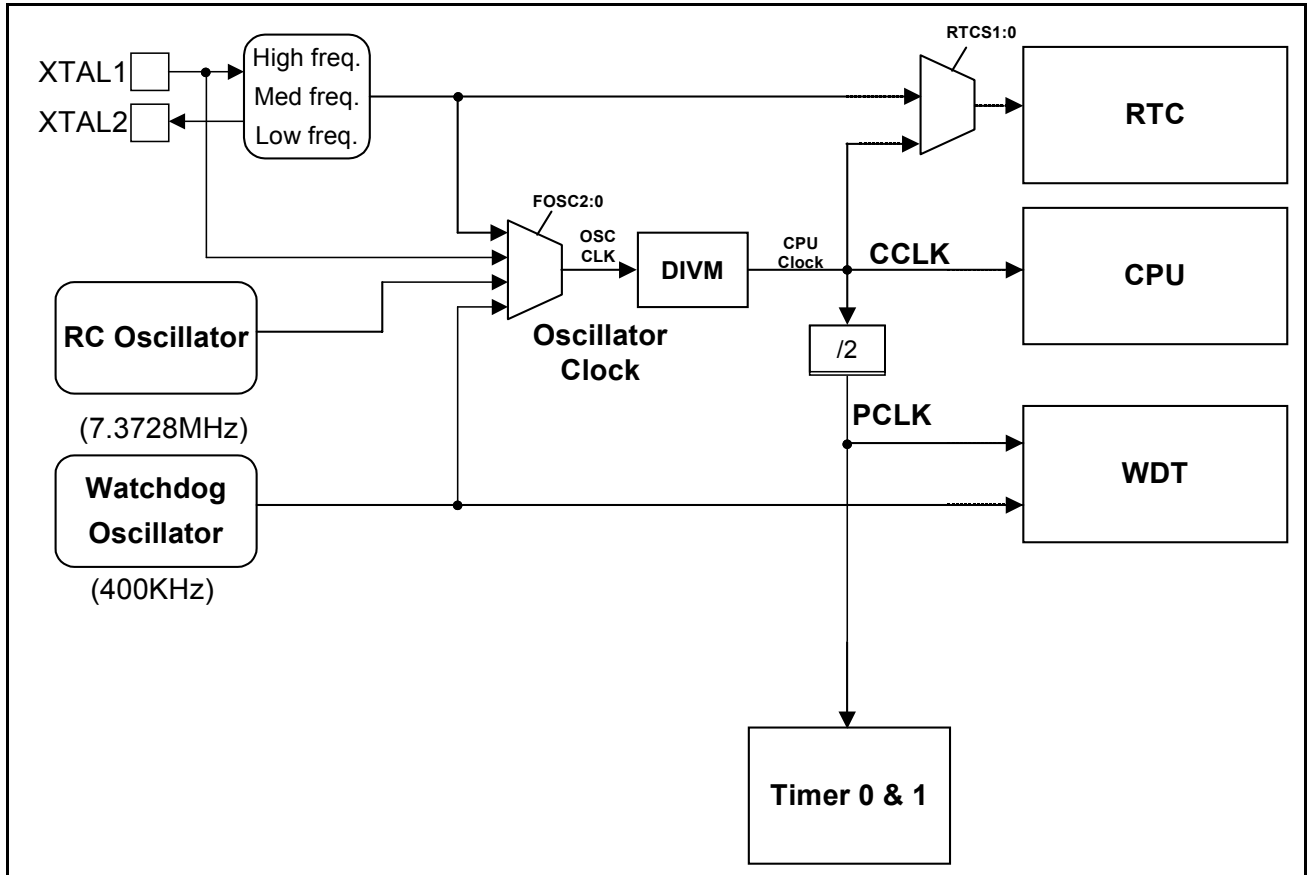 RTCS1:0
XTAL1
XTAL2
High freq.
Med freq.
Low freq.
RTC
FOSC2:0
OSC
CLK
DIVM
CPU
Clock
CCLK
CPU
RC Oscillator
(7.3728MHz)
Oscillator
Clock
/2
PCLK
Watchdog
Oscillator
(400KHz)
WDT
Timer 0 & 1